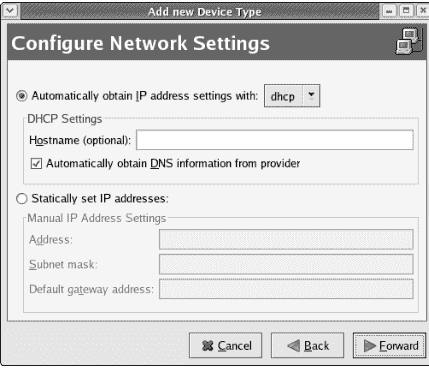 Add new Device Type
Configure Network Settings
Automatically obtain IP address settings with: dhcp
DHCP Settings
Hostname (optional):
Automatically obtain DNS information from provider
Statically set IP addresses:
Manual IP Address Settings
Address:
Subnet mask:
Default gateway address:
Cancel Back Forward